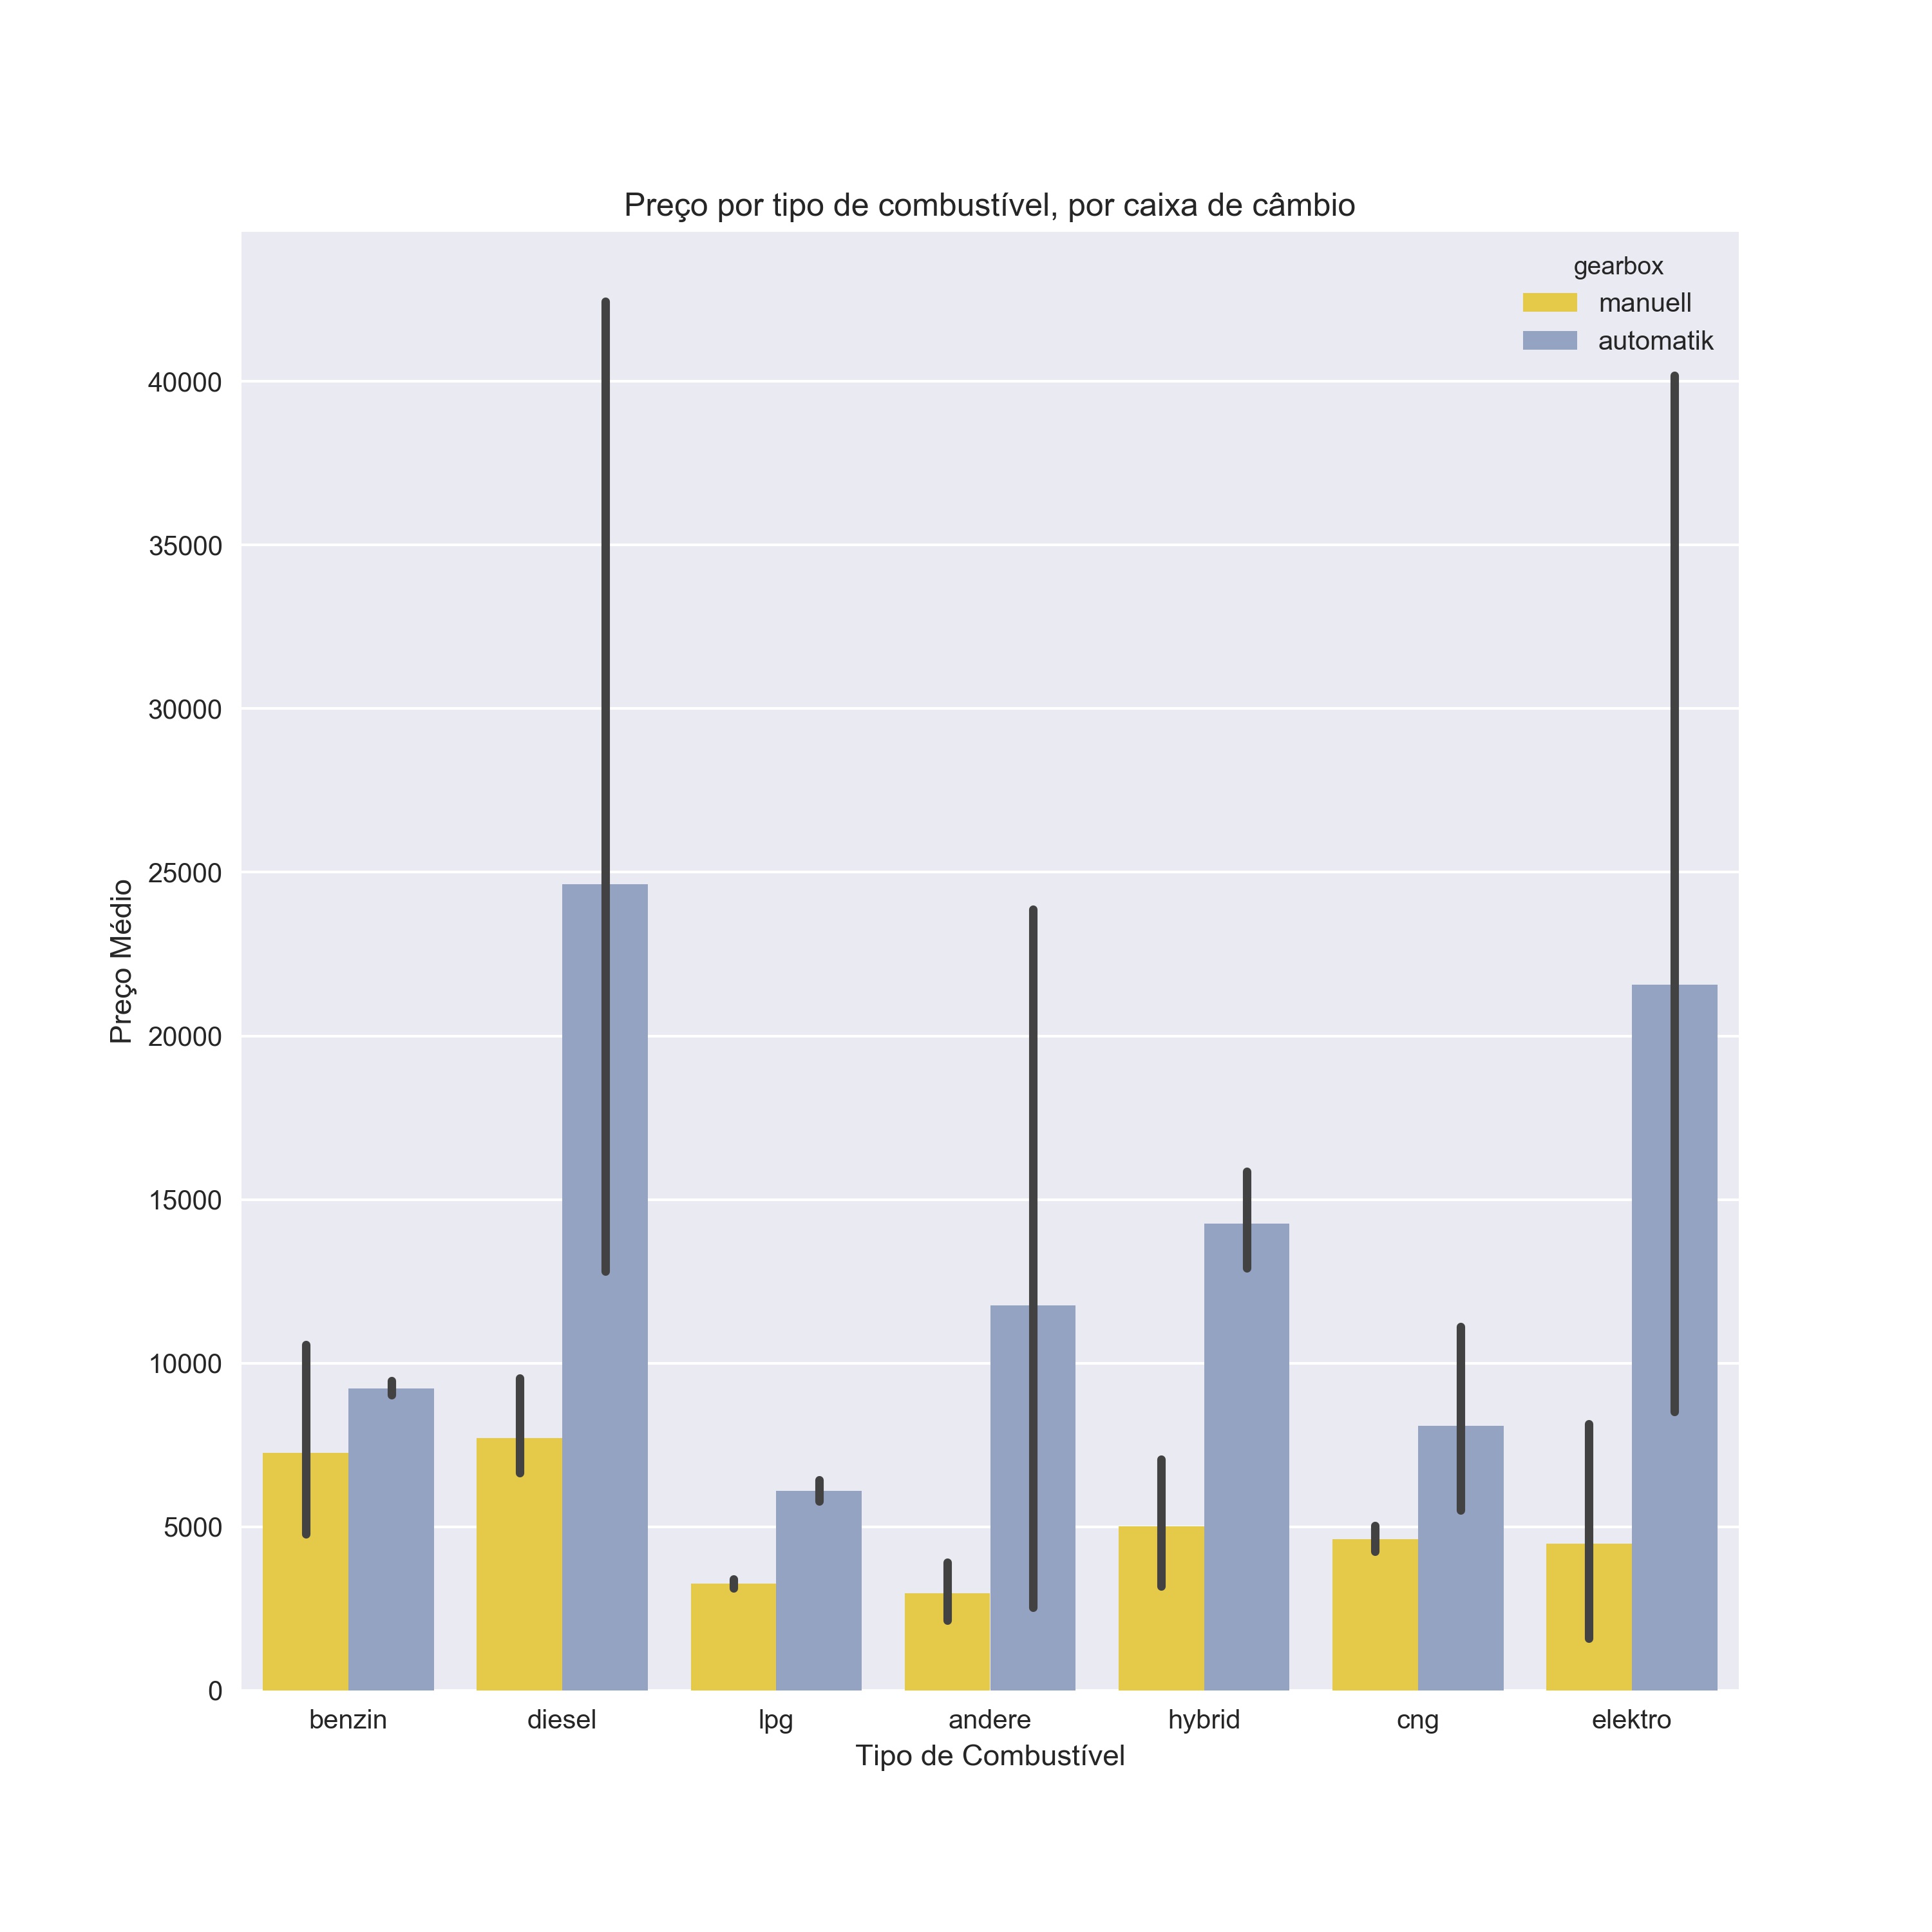 Preço por tipo de combustível, por caixa de câmbio
gearbox
manuell
automatik
Preço Médio
40000
35000
30000
25000
20000
15000
10000
5000
0
benzin diesel lpg andere hybrid cng elektro
Tipo de Combustível